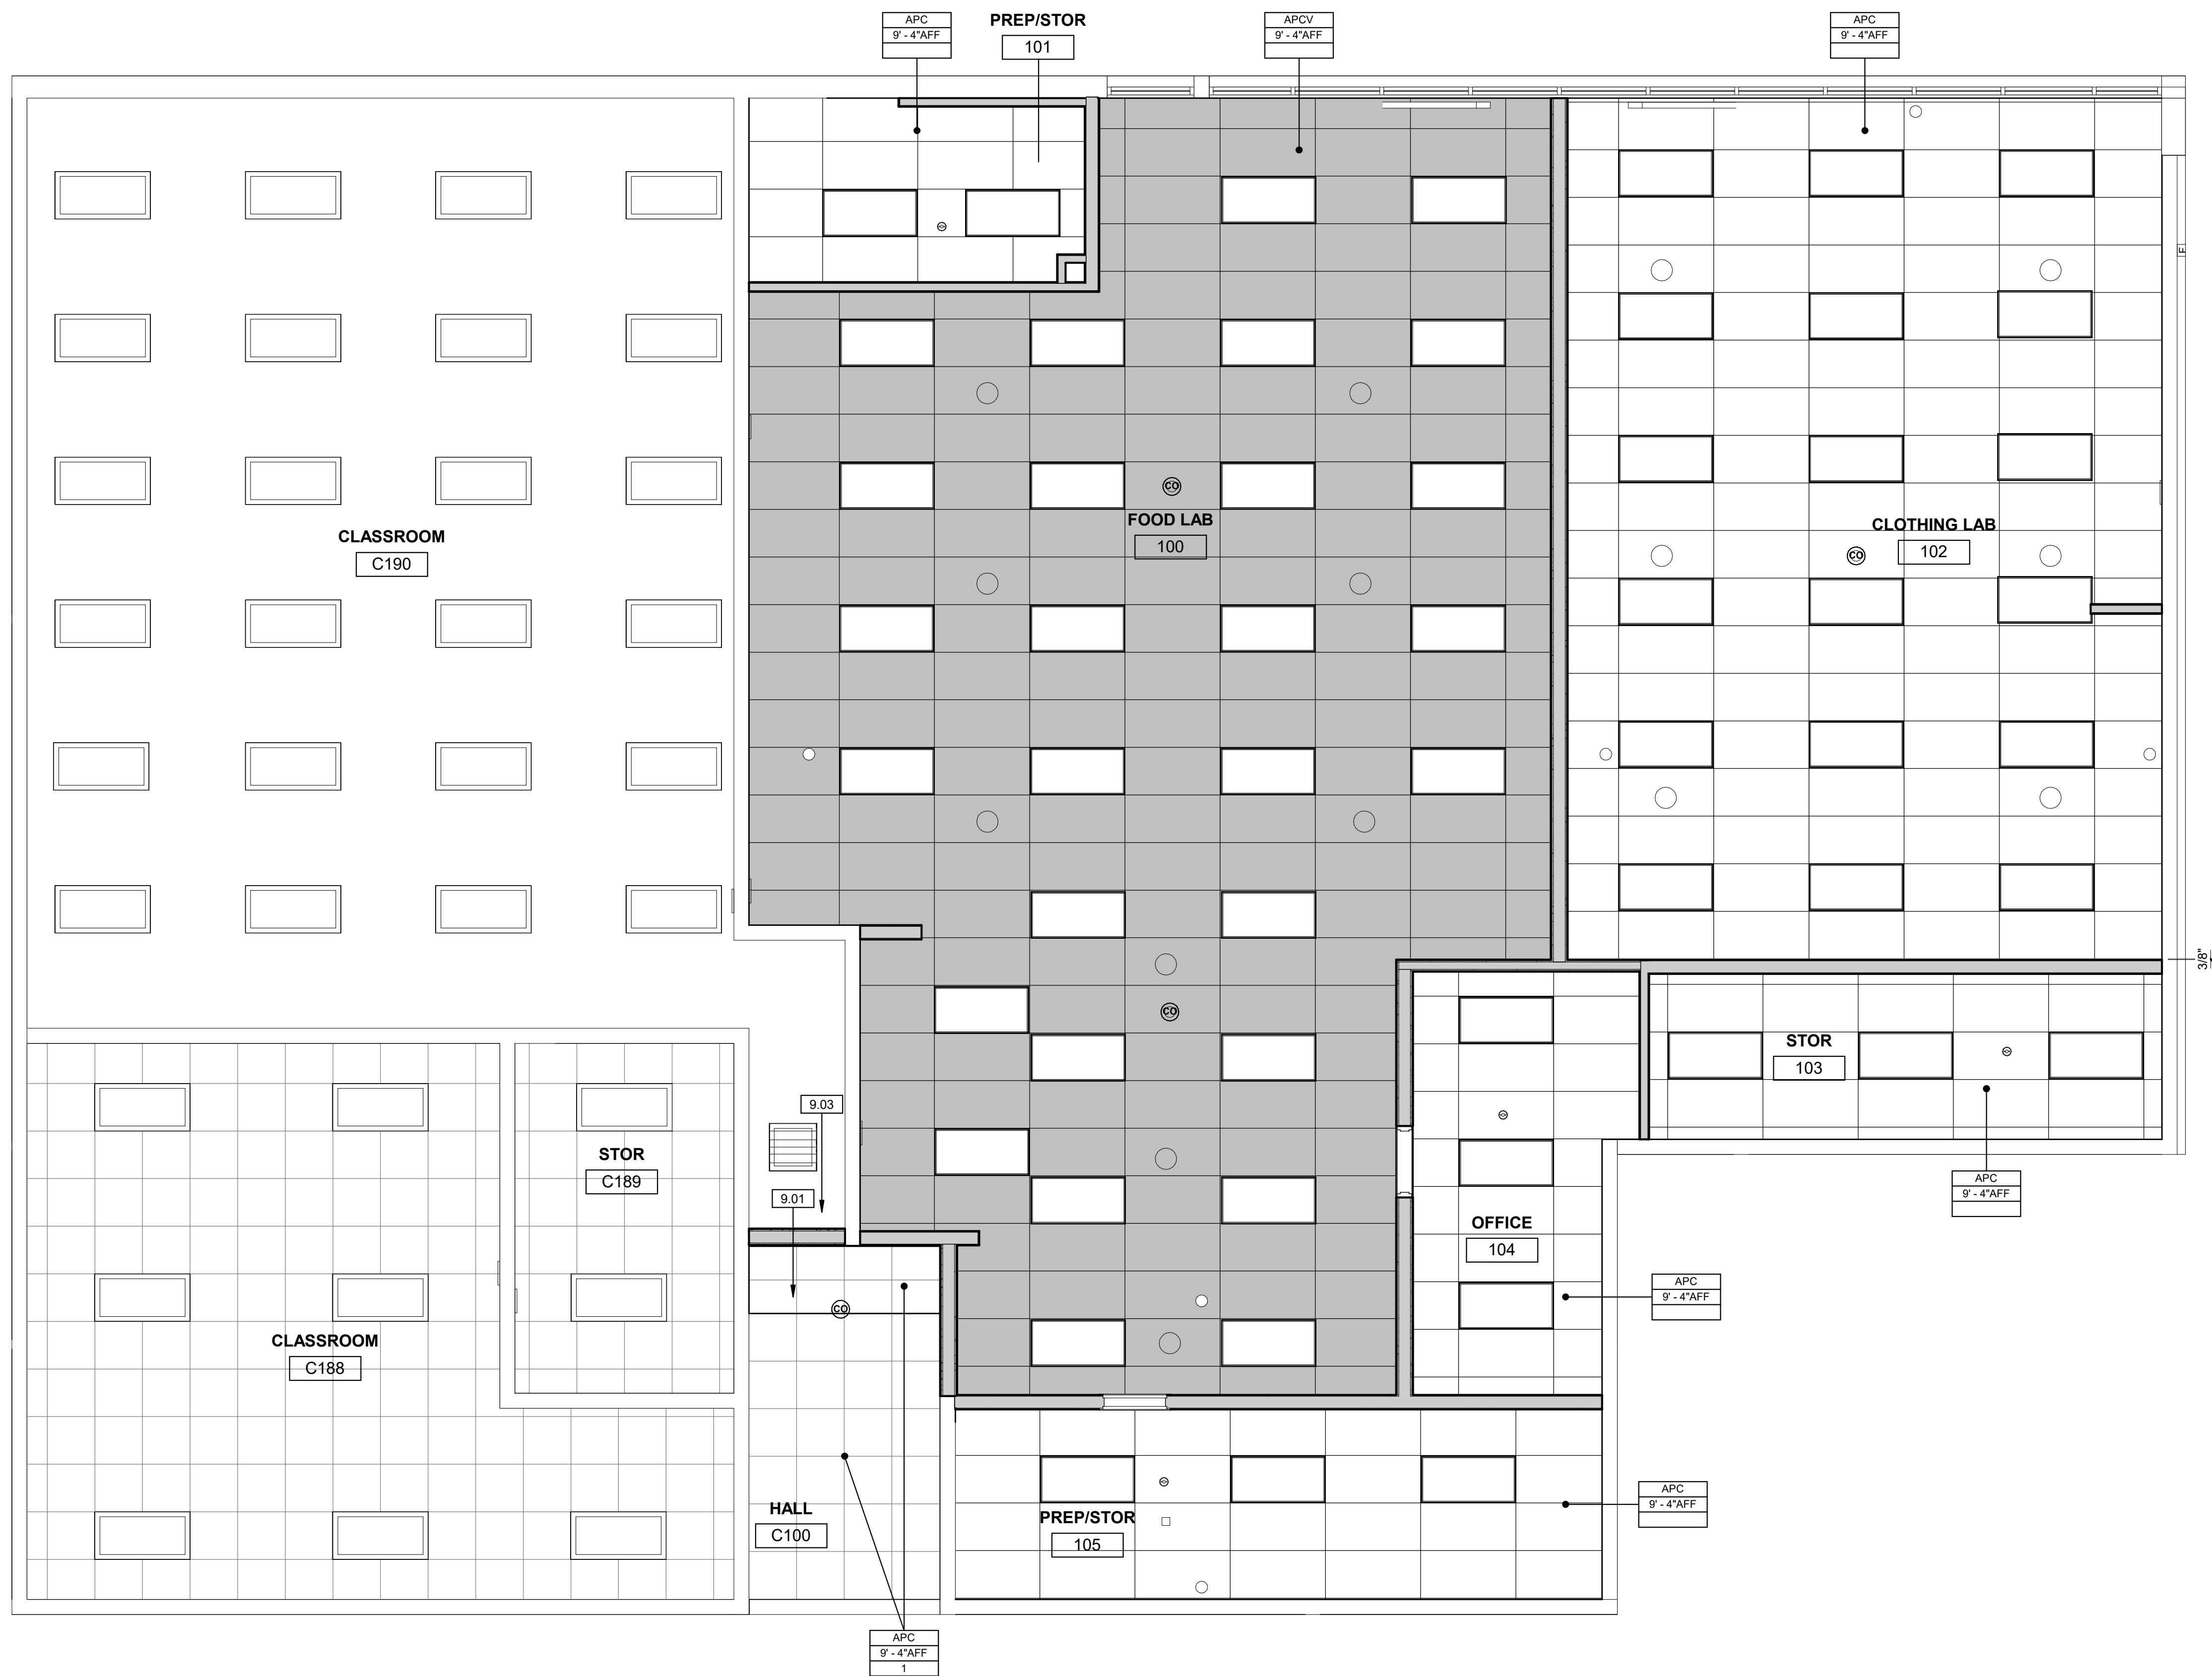 APC
9' - 4"AFF
PREP/STOR
101
APCV
9' - 4"AFF
APC
9' - 4"AFF
F
CLASSROOM
C190
CO
FOOD LAB
100
CLOTHING LAB
CO
102
3/8"
CO
STOR
103
9.03
STOR
C189
9.01
APC
9' - 4"AFF
OFFICE
104
APC
9' - 4"AFF
CO
CLASSROOM
C188
HALL
C100
PREP/STOR
105
APC
9' - 4"AFF
APC
9' - 4"AFF
1